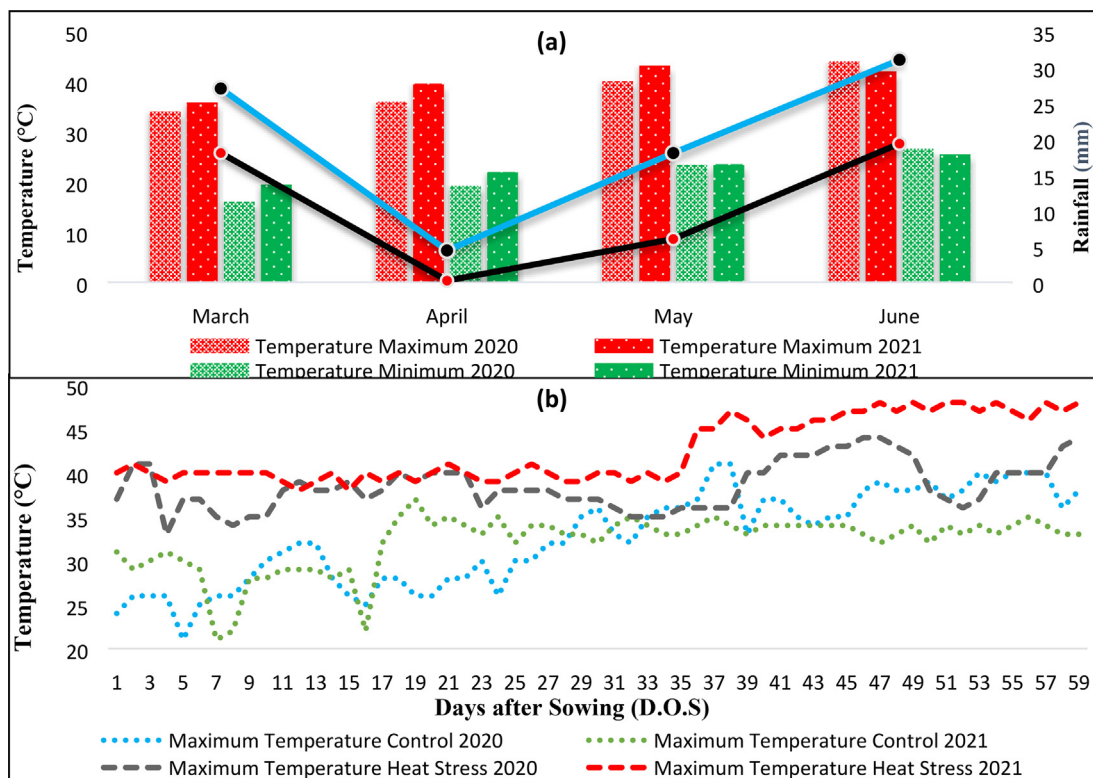 (a)
50
40
30
20
10
0
Temperature (°C)
35
30
25
20
15
10
5
0
Rainfall (mm)
March April May June
Temperature Maximum 2020 Temperature Maximum 2021
Temperature Minimum 2020 Temperature Minimum 2021
(b)
50
45
40
35
30
25
20
Temperature (°C)
1 3 5 7 9 11 13 15 17 19 21 23 25 27 29 31 33 35 37 39 41 43 45 47 49 51 53 55 57 59
Days after Sowing (D.O.S)
Maximum Temperature Control 2020 Maximum Temperature Control 2021
Maximum Temperature Heat Stress 2020 Maximum Temperature Heat Stress 2021